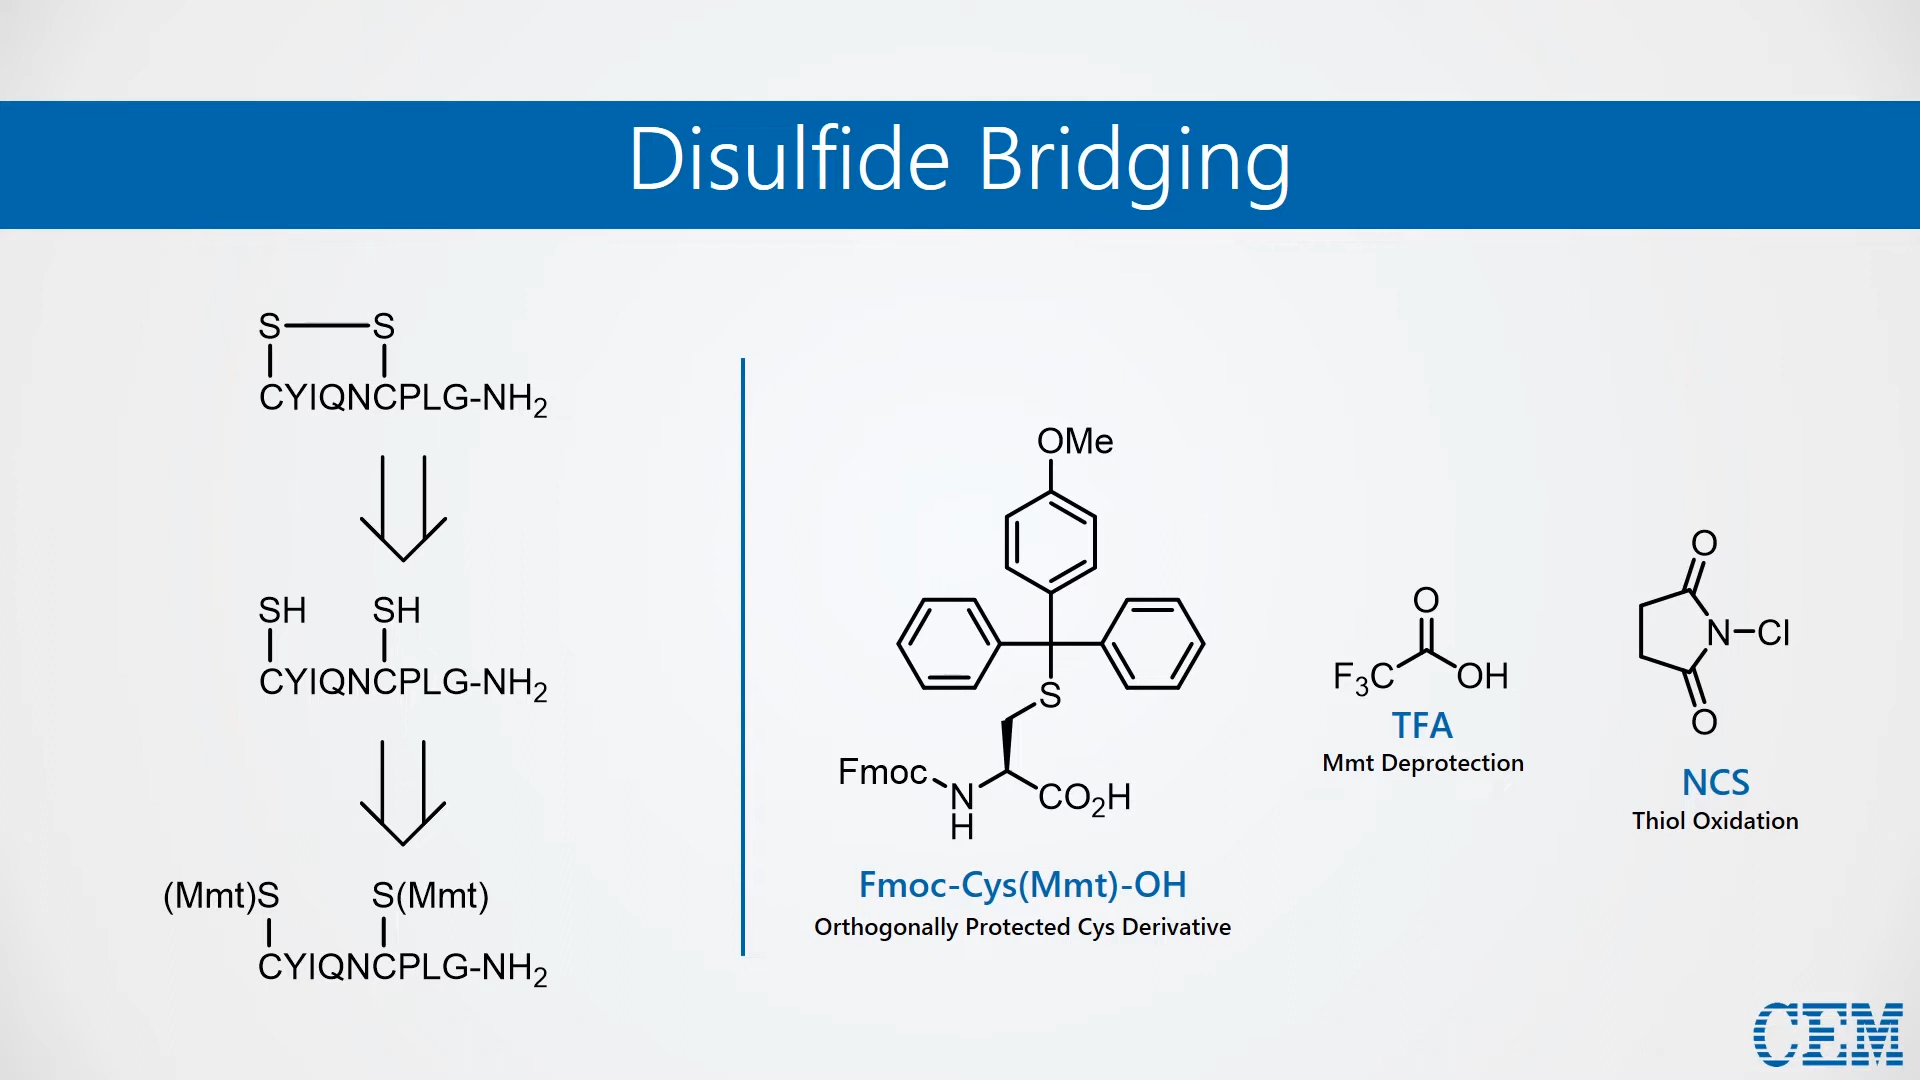 Disulfide Bridging
S S
CYIQNCPLG-NH2
SH SH
CYIQNCPLG-NH2
(Mmt)S S(Mmt)
CYIQNCPLG-NH2
OMe
S
Fmoc
N
H
CO2H
Fmoc-Cys(Mmt)-OH
Orthogonally Protected Cys Derivative
O
F3C OH
TFA
Mmt Deprotection
O
N Cl
O
NCS
Thiol Oxidation
CEM